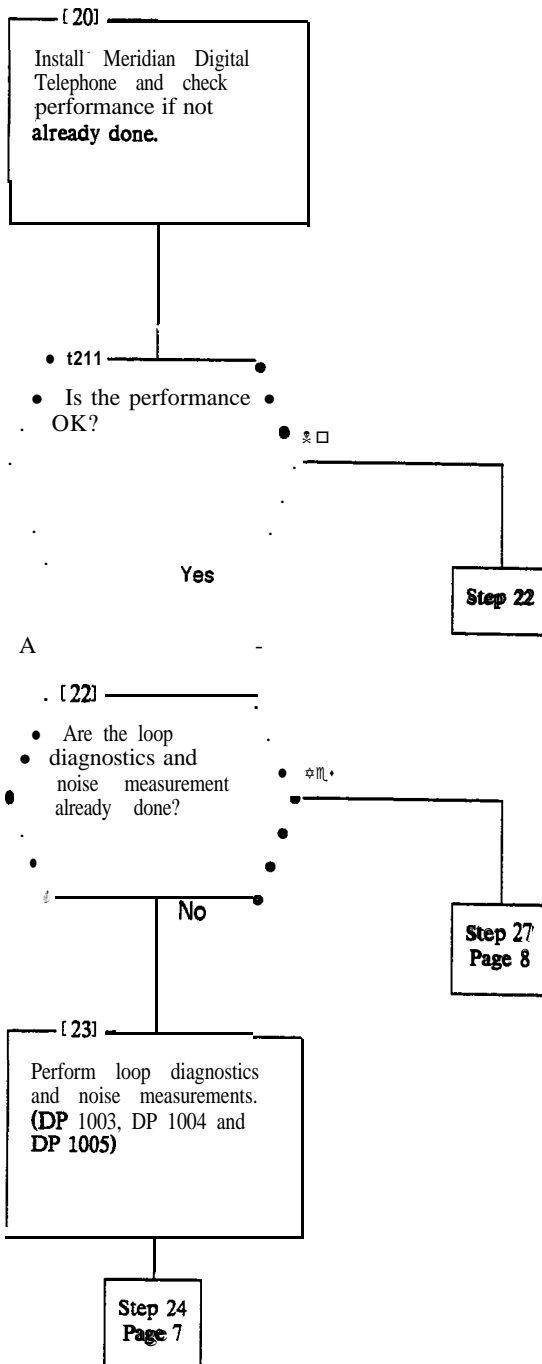 [20]
Install Meridian Digital
Telephone and check
performance if not
already done.
t211
Is the performance
OK?
Yes
Step 22
A
[22]
Are the loop
diagnostics and
noise measurement
already done?
No
Step 27
Page 8
[23]
Perform loop diagnostics
and noise measurements.
(DP 1003, DP 1004 and
DP 1005)
Step 24
Page 7